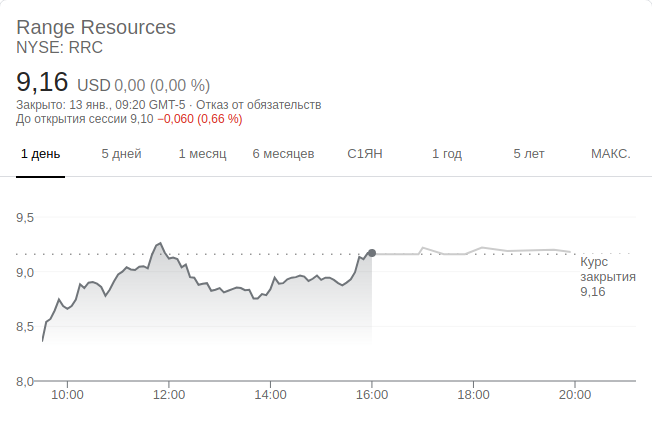 Range Resources
NYSE: RRC
9,16 USD 0,00 (0,00 %)
Закрыто: 13 янв., 09:20 GMT-5 · Отказ от обязательств
До открытия сессии 9,10 −0,060 (0,66 %)
1 день 5 дней 1 месяц 6 месяцев С1ЯН 1 год 5 лет МАКС.
9,5
9,0
8,5
8,0
Курс
закрытия
9,16
10:00 12:00 14:00 16:00 18:00 20:00